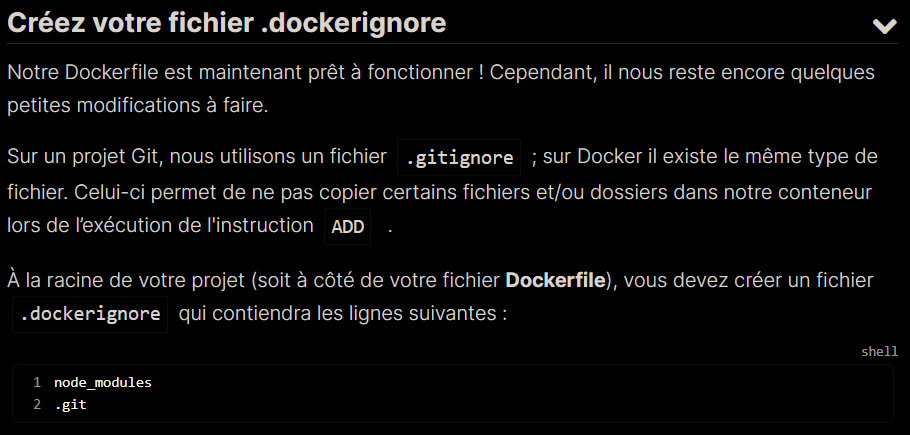 Créez votre fichier .dockerignore
Notre Dockerfile est maintenant prêt à fonctionner ! Cependant, il nous reste encore quelques
petites modifications à faire.
Sur un projet Git, nous utilisons un fichier .gitignore ; sur Docker il existe le même type de
fichier. Celui-ci permet de ne pas copier certains fichiers et/ou dossiers dans notre conteneur
lors de l’exécution de l'instruction ADD .
À la racine de votre projet (soit à côté de votre fichier Dockerfile), vous devez créer un fichier
.dockerignore qui contiendra les lignes suivantes :
shell
1 node_modules
2 .git